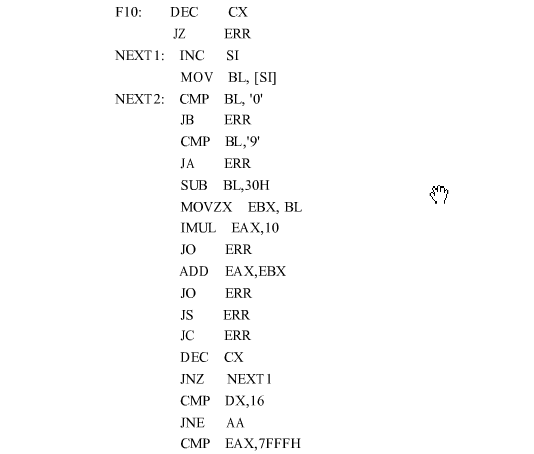 F10: DEC CX
JZ ERR
NEXT1: INC SI
MOV BL, [SI]
NEXT2: CMP BL, '0'
JB ERR
CMP BL,'9'
JA ERR
SUB BL,30H
MOVZX EBX, BL
IMUL EAX,10
JO ERR
ADD EAX,EBX
JO ERR
JS ERR
JC ERR
DEC CX
JNZ NEXT1
CMP DX,16
JNE AA
CMP EAX,7FFFH